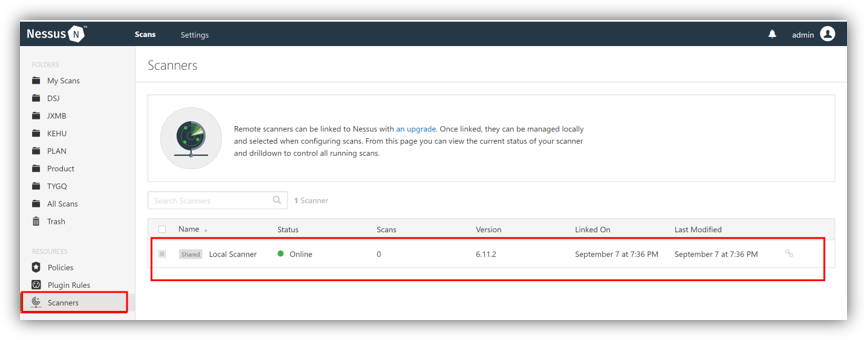 Nessus N ™ Scans Settings admin
FOLDERS
My Scans
DSJ
JXMB
KEHU
PLAN
Product
TYGQ
All Scans
Trash
RESOURCES
Policies
Plugin Rules
Scanners
Scanners
Remote scanners can be linked to Nessus with an upgrade. Once linked, they can be managed locally
and selected when configuring scans. From this page you can view the current status of your scanner
and drilldown to control all running scans.
Search Scanners 1 Scanner
Name Status Scans Version Linked On Last Modified
Shared Local Scanner Online 0 6.11.2 September 7 at 7:36 PM September 7 at 7:36 PM